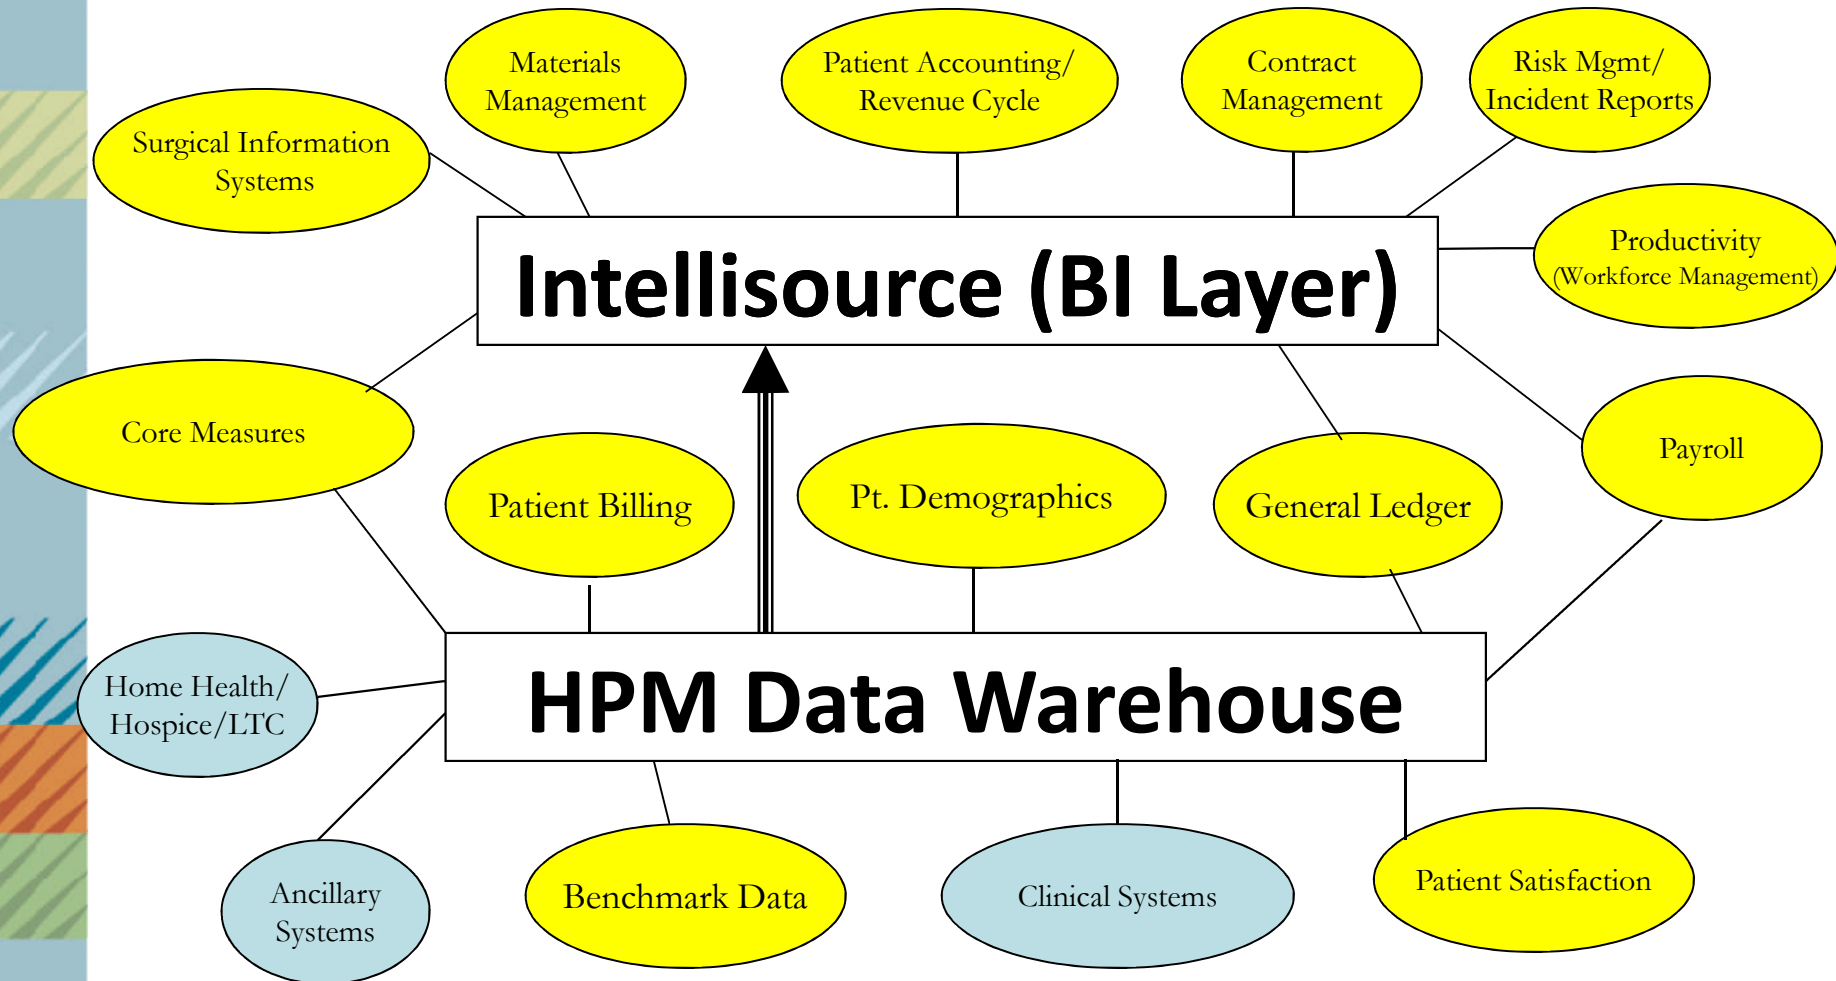 Materials
Management
Patient Accounting/
Revenue Cycle
Contract
Management
Risk Mgmt/
Incident Reports
Surgical Information
Systems
Productivity
(Workforce Management)
Intellisource (BI Layer)
Core Measures
Patient Billing
Pt. Demographics
General Ledger
Payroll
Home Health/
Hospice/LTC
HPM Data Warehouse
Ancillary
Systems
Benchmark Data
Clinical Systems
Patient Satisfaction